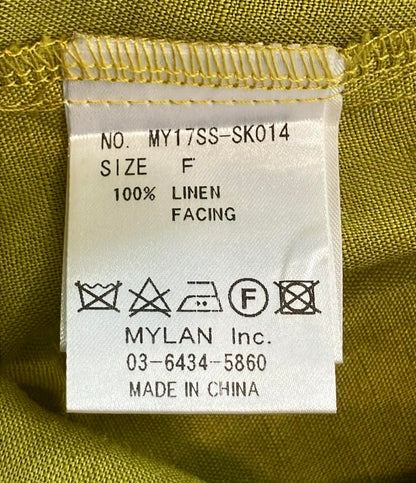 NO. MY17SS-SK014
SIZE F
100% LINEN
FACING
F
MYLAN Inc.
03-6434-5860
MADE IN CHINA